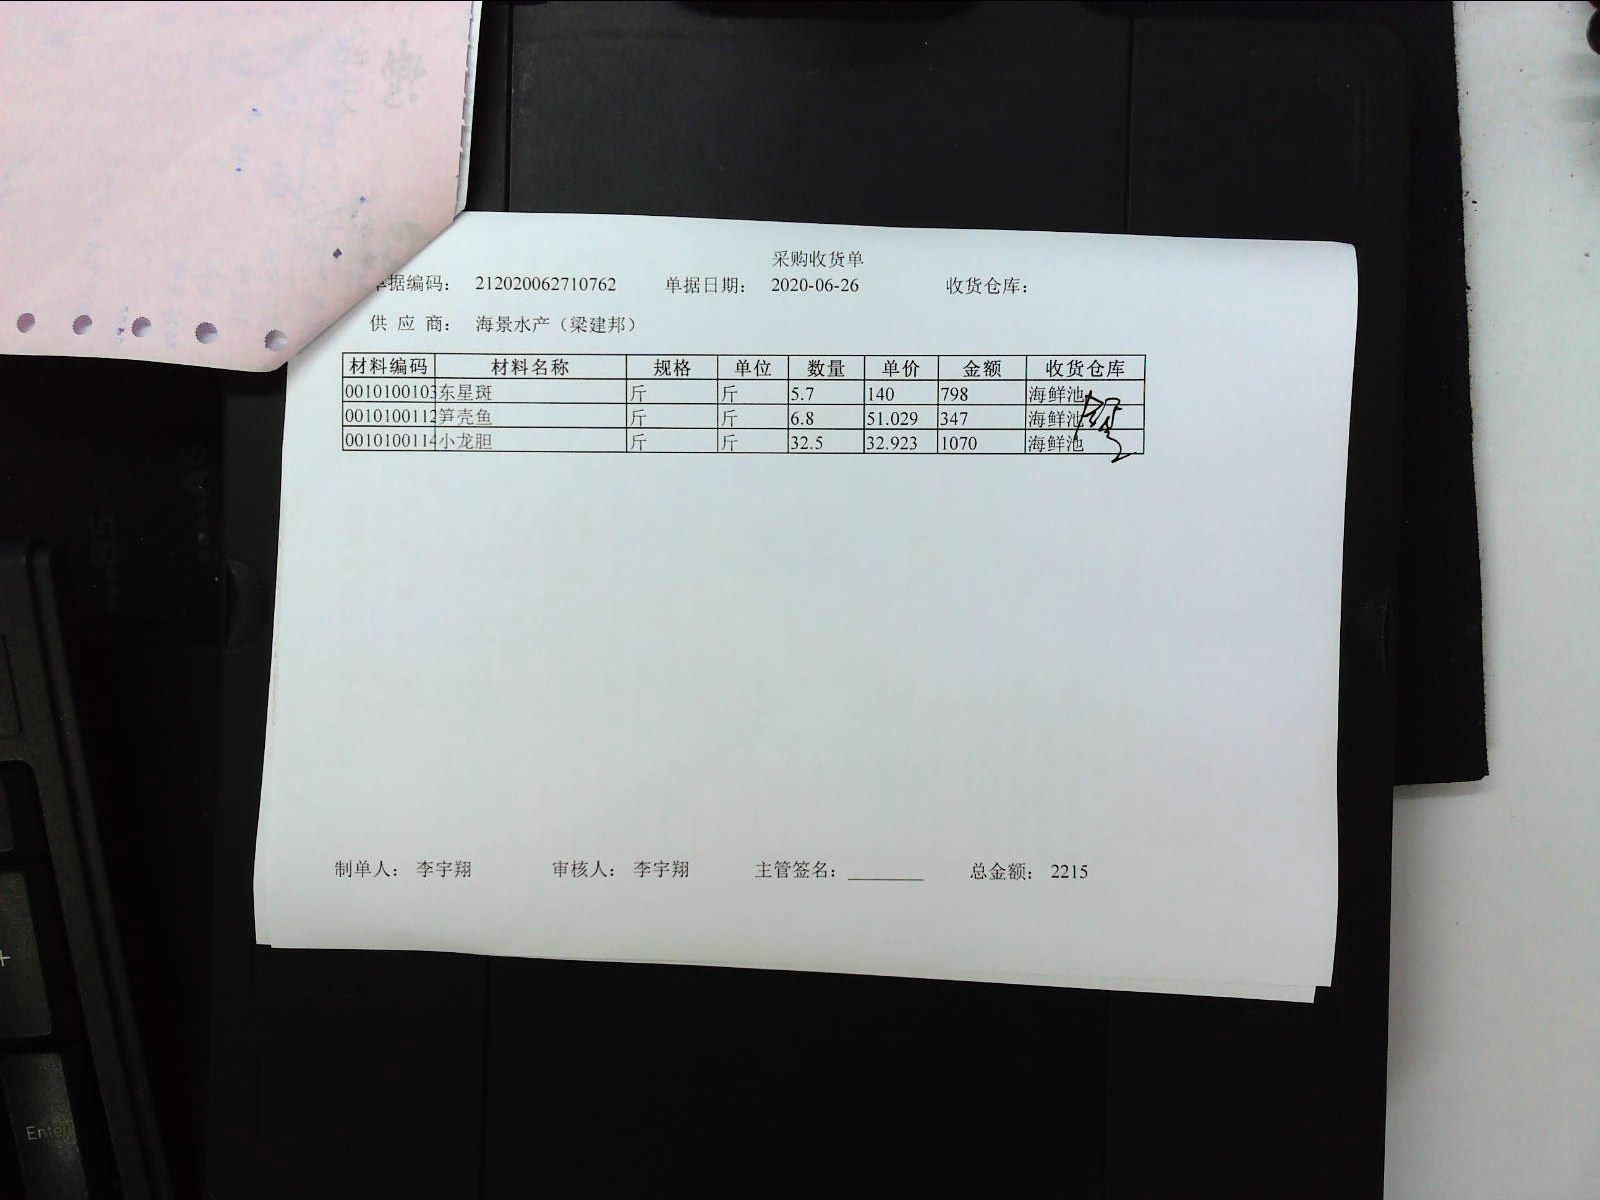 采购收货单
单据编码： 212020062710762 单据日期： 2020-06-26 收货仓库：
供 应 商： 海景水产（梁建邦）
材料编码 材料名称 规格 单位 数量 单价 金额 收货仓库
0010100103 东星斑 斤 斤 5.7 140 798 海鲜池
0010100112 笋壳鱼 斤 斤 6.8 51.029 347 海鲜池
0010100114 小龙胆 斤 斤 32.5 32.923 1070 海鲜池
制单人： 李宇翔 审核人： 李宇翔 主管签名：________ 总金额： 2215
Enter